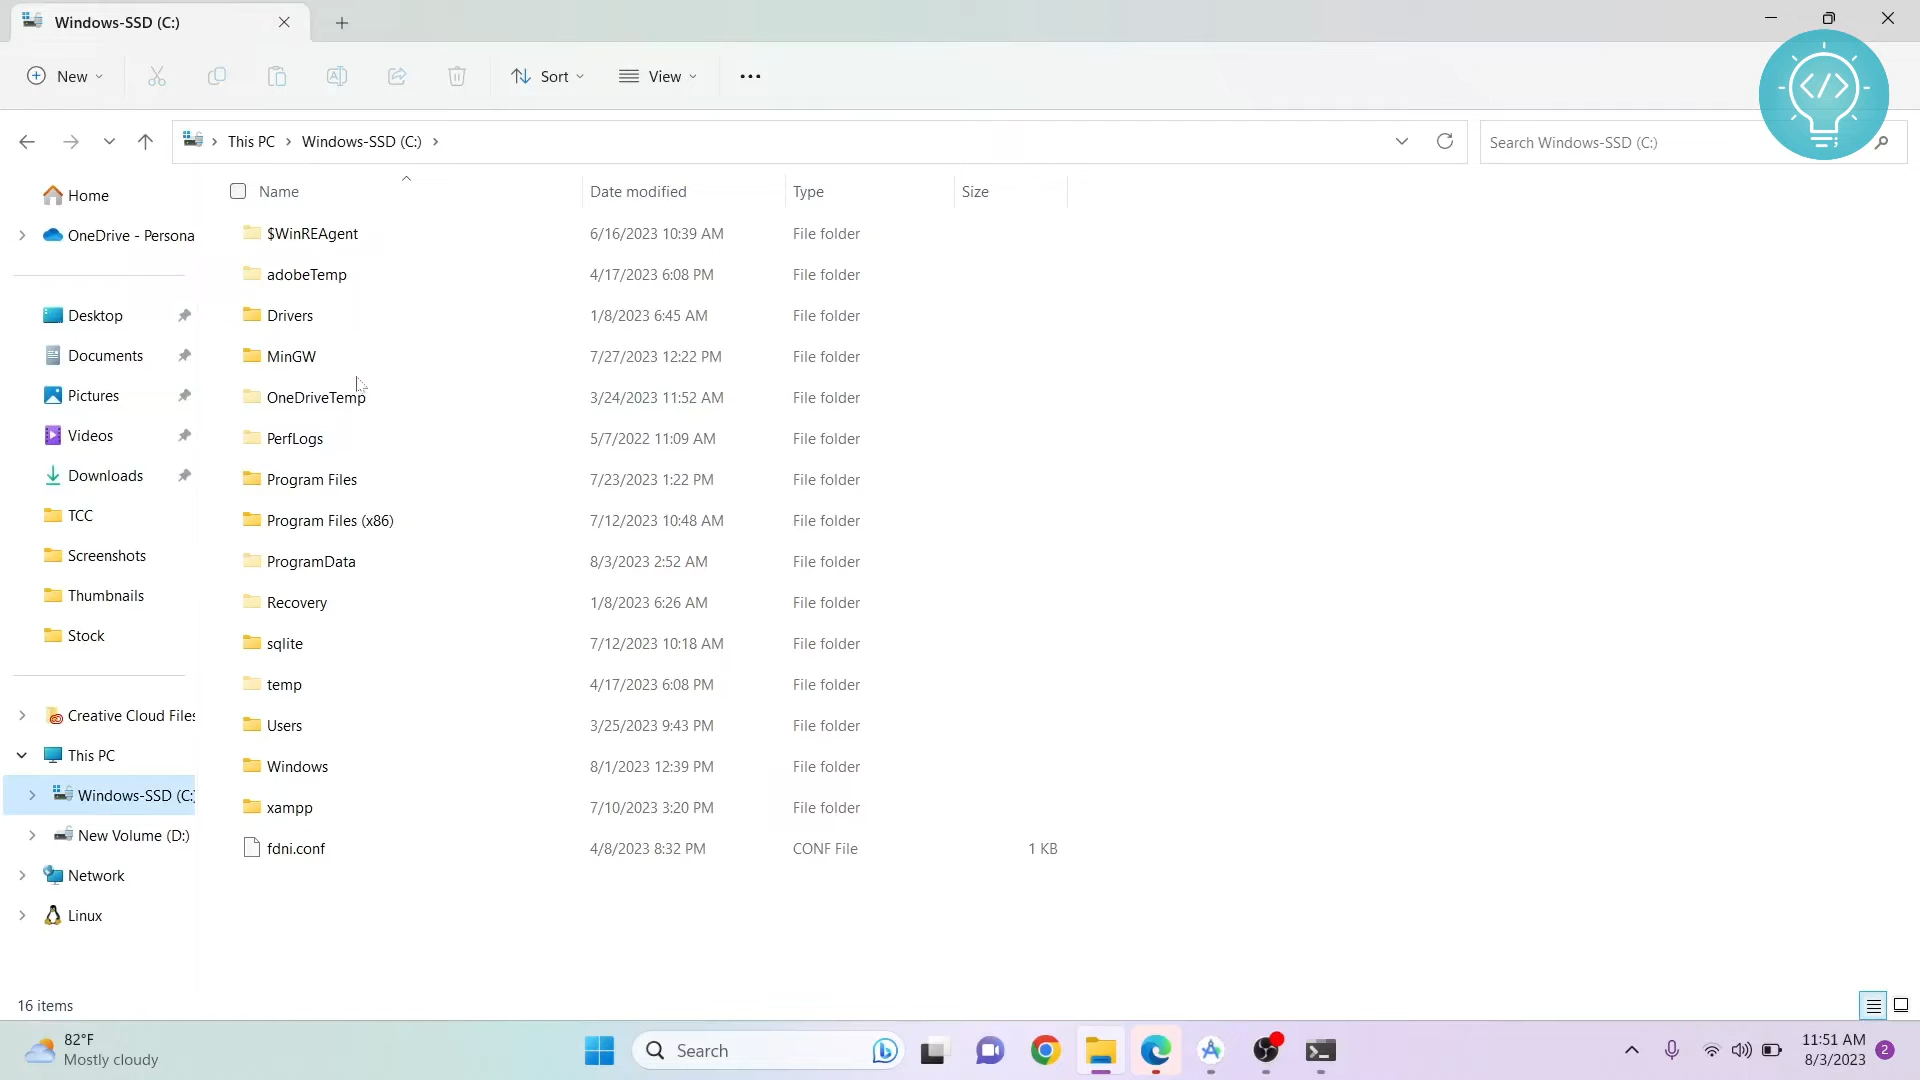 Windows-SSD (C:)
New
Sort
View
This PC
Windows-SSD (C:)
Search Windows-SSD (C:)
Home
OneDrive - Persona
Desktop
Documents
Pictures
Videos
Downloads
TCC
Screenshots
Thumbnails
Stock
Creative Cloud Files
This PC
Windows-SSD (C:)
New Volume (D:)
Network
Linux
Name Date modified Type Size
$WinREAgent 6/16/2023 10:39 AM File folder
adobeTemp 4/17/2023 6:08 PM File folder
Drivers 1/8/2023 6:45 AM File folder
MinGW 7/27/2023 12:22 PM File folder
OneDriveTemp 3/24/2023 11:52 AM File folder
PerfLogs 5/7/2022 11:09 AM File folder
Program Files 7/23/2023 1:22 PM File folder
Program Files (x86) 7/12/2023 10:48 AM File folder
ProgramData 8/3/2023 2:52 AM File folder
Recovery 1/8/2023 6:26 AM File folder
sqlite 7/12/2023 10:18 AM File folder
temp 4/17/2023 6:08 PM File folder
Users 3/25/2023 9:43 PM File folder
Windows 8/1/2023 12:39 PM File folder
xampp 7/10/2023 3:20 PM File folder
fdni.conf 4/8/2023 8:32 PM CONF File 1 KB
16 items
82°F
Mostly cloudy
Search
11:51 AM
8/3/2023
2